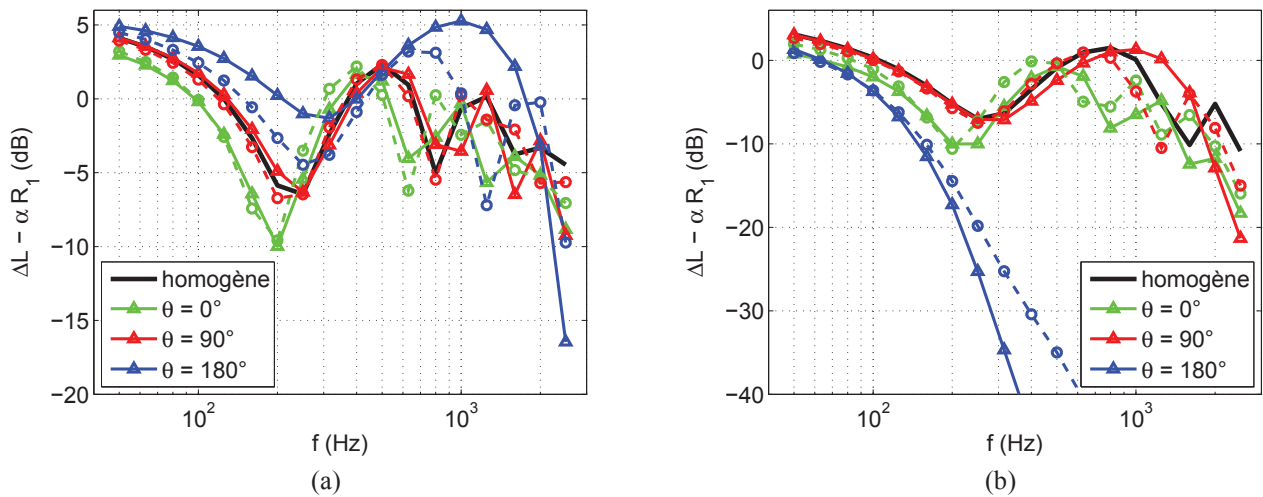 5
0
−5
−10
−15
−20
ΔL − α R₁ (dB)
homogène
θ = 0°
θ = 90°
θ = 180°
10²
10³
f (Hz)
(a)
0
−10
−20
−30
−40
ΔL − α R₁ (dB)
homogène
θ = 0°
θ = 90°
θ = 180°
10²
10³
f (Hz)
(b)